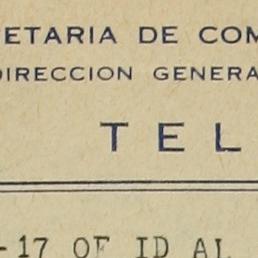 ETARIA DE COM
DIRECCION GENERA
TEL
-17 OF ID AL